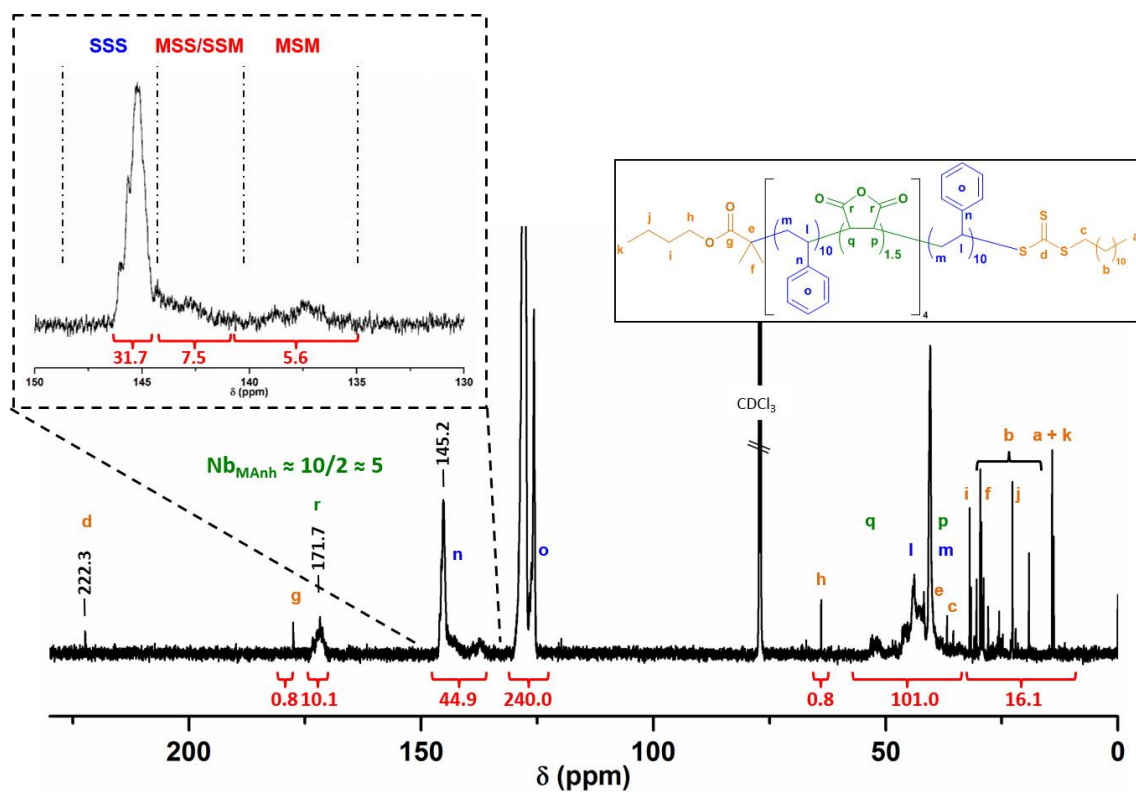 SSS MSS/SSM MSM
31.7 7.5 5.6
150 145 140 135 130
δ (ppm)
O
r r
O O
o
n
S
j h O m l m l c a
k i O g e n q p S d S b
f o
10 1.5 10 10
4
CDCl3
Nb MAnh ≈ 10/2 ≈ 5
d 222.3
g
r 171.7
145.2 n
o
h
q l p m
e c
i f b j a + k
0.8 10.1 44.9 240.0 0.8 101.0 16.1
200 150 100 50 0
δ (ppm)